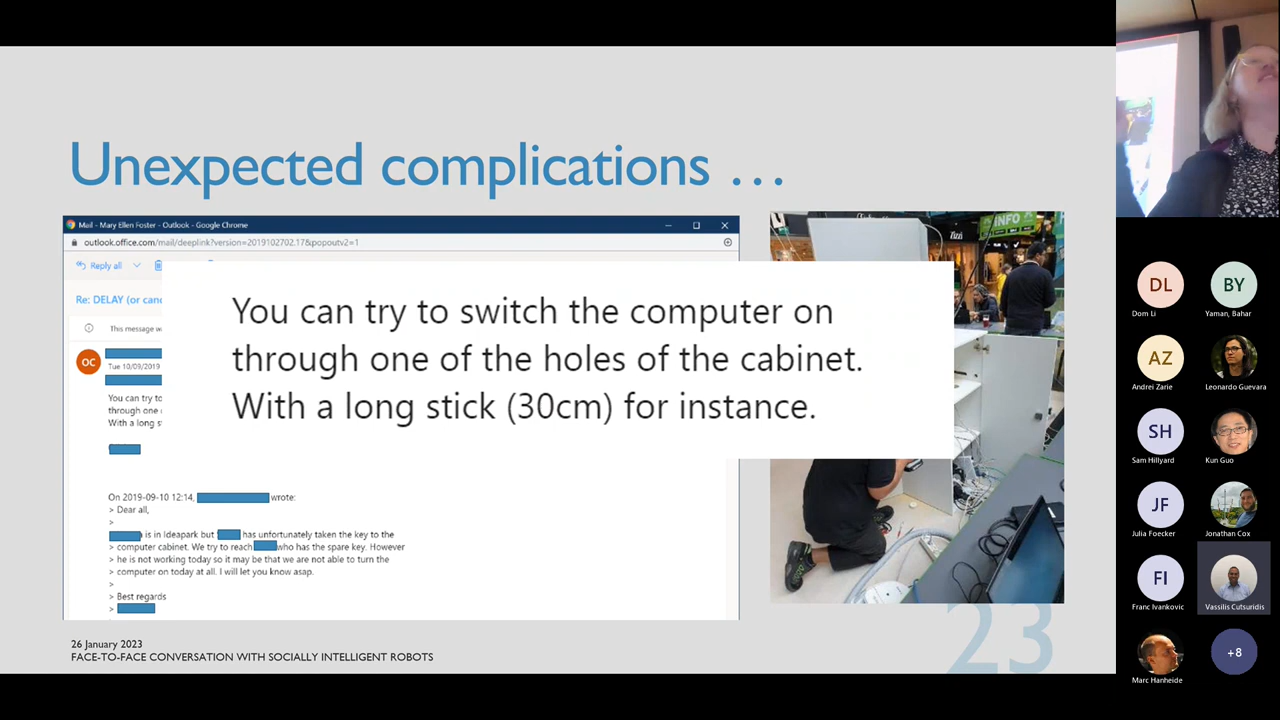 Unexpected complications ...
Mail - Mary Ellen Foster - Outlook - Google Chrome
outlook.office.com/mail/deeplink?version=2019102702.17&popoutv2=1
Reply all
Re: DELAY (or canc
This message w
OC
Tue 10/09/2019
You can try to
through one o
With a long st
You can try to switch the computer on
through one of the holes of the cabinet.
With a long stick (30cm) for instance.
On 2019-09-10 12:14, wrote:
> Dear all,
>
> is in Ideapark but has unfortunately taken the key to the
> computer cabinet. We try to reach who has the spare key. However
> he is not working today so it may be that we are not able to turn the
> computer on today at all. I will let you know asap.
>
> Best regards
>
INFO
Zizzi
26 January 2023
FACE-TO-FACE CONVERSATION WITH SOCIALLY INTELLIGENT ROBOTS
23
DL
Dom Li
BY
Yaman, Bahar
AZ
Andrei Zarie
Leonardo Guevara
SH
Sam Hillyard
Kun Guo
JF
Julia Foecker
Jonathan Cox
FI
Franc Ivankovic
Vassilis Cutsuridis
Marc Hanheide
+8